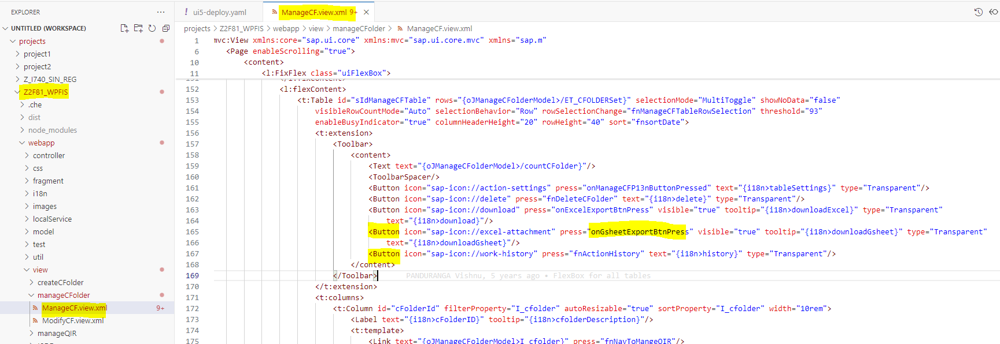 EXPLORER
UNTITLED (WORKSPACE)
projects
project1
project2
Z_I740_SIN_REG
Z2F81_WPFIS
.che
dist
node_modules
webapp
controller
css
fragment
i18n
images
localService
model
test
util
view
createCFolder
manageCFolder
ManageCF.view.xml 9+
ModifyCF.view.xml
manageQIR
! ui5-deploy.yaml
ManageCF.view.xml 9+
projects > Z2F81_WPFIS > webapp > view > manageCFolder > ManageCF.view.xml
1 mvc:View xmlns:core="sap.ui.core" xmlns:mvc="sap.ui.core.mvc" xmlns="sap.m"
6 <Page enableScrolling="true">
10 <content>
11 <l:FixFlex class="uiFlexBox">
151 </l:fixContent>
152 <l:flexContent>
153 <t:Table id="sIdManageCFTable" rows="{oJManageCFolderModel>/ET_CFOLDERSet}" selectionMode="MultiToggle" showNoData="false"
154 visibleRowCountMode="Auto" selectionBehavior="Row" rowSelectionChange="fnManageCFTableRowSelection" threshold="93"
155 enableBusyIndicator="true" columnHeaderHeight="20" rowHeight="40" sort="fnsortDate">
156 <t:extension>
157 <Toolbar>
158 <content>
159 <Text text="{oJManageCFolderModel>/countCFolder}"/>
160 <ToolbarSpacer/>
161 <Button icon="sap-icon://action-settings" press="onManageCFP13nButtonPressed" text="{i18n>tableSettings}" type="Transparent"/>
162 <Button icon="sap-icon://delete" press="fnDeleteCFolder" text="{i18n>delete}" type="Transparent"/>
163 <Button icon="sap-icon://download" press="onExcelExportBtnPress" visible="true" tooltip="{i18n>downloadExcel}" type="Transparent"
164 text="{i18n>download}"/>
165 <Button icon="sap-icon://excel-attachment" press="onGsheetExportBtnPress" visible="true" tooltip="{i18n>downloadGsheet}" type="Transparent"
166 text="{i18n>downloadGsheet}"/>
167 <Button icon="sap-icon://work-history" press="fnActionHistory" text="{i18n>history}" type="Transparent"/>
168 </content>
169 </Toolbar> PANDURANGA Vishnu, 5 years ago • FlexBox for all tables
170 </t:extension>
171 <t:columns>
172 <t:Column id="cFolderId" filterProperty="I_cfolder" autoResizable="true" sortProperty="I_cfolder" width="10rem">
173 <Label text="{i18n>cFolderID}" tooltip="{i18n>cfolderDescription}"/>
174 <t:template>
175 <Link text="{oJManageCFolderModel>I_cfolder}" press="fnNavToMangeQIR"/>